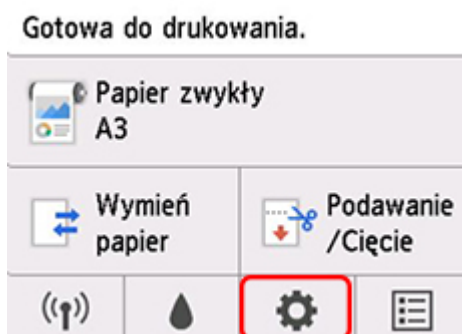 Gotowa do drukowania.
Papier zwykły
A3
Wymień
papier
Podawanie
/Cięcie